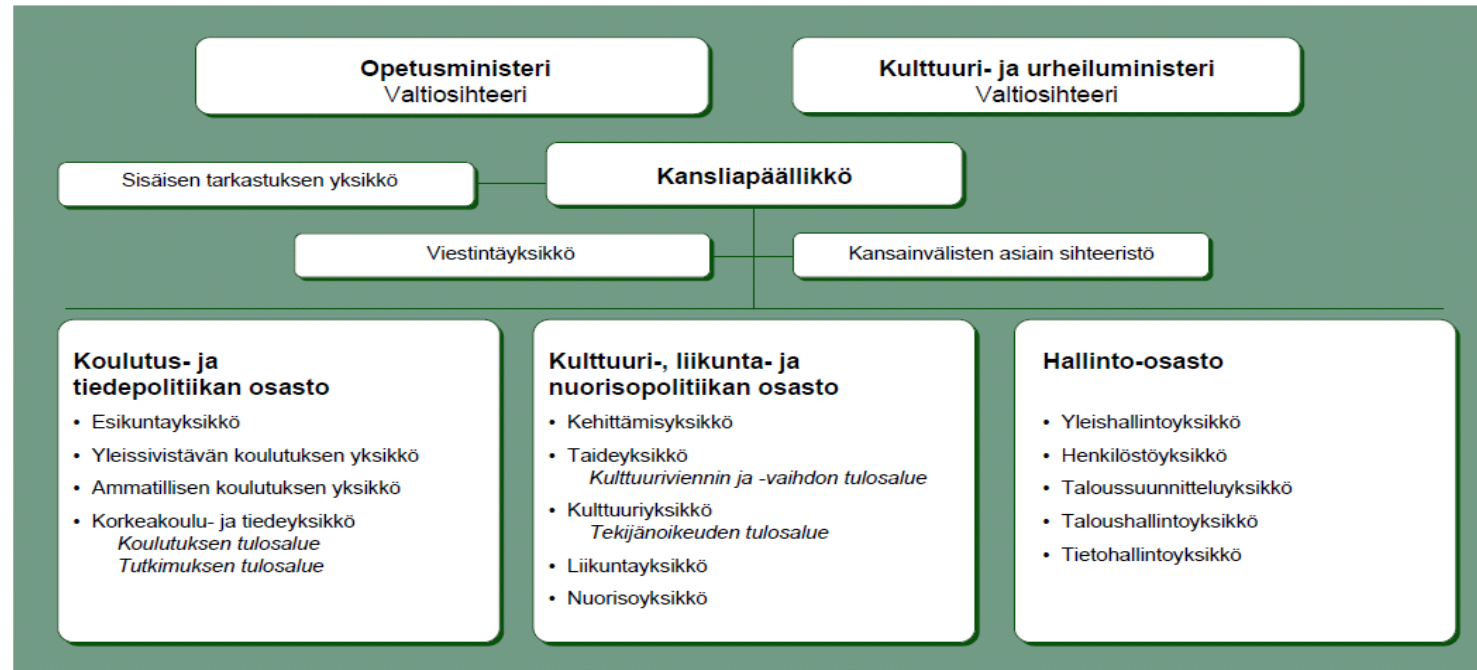 Opetusministeri
Valtiosihteeri
Kulttuuri- ja urheiluministeri
Valtiosihteeri
Sisäisen tarkastuksen yksikkö
Kansliapäällikkö
Viestintäyksikkö
Kansainvälisten asiain sihteeristö
Koulutus- ja
tiedepolitiikan osasto
• Esikuntayksikkö
• Yleissivistävän koulutuksen yksikkö
• Ammatillisen koulutuksen yksikkö
• Korkeakoulu- ja tiedeyksikkö
Koulutuksen tulosalue
Tutkimuksen tulosalue
Kulttuuri-, liikunta- ja
nuorisopolitiikan osasto
• Kehittämisyksikkö
• Taideyksikkö
Kulttuuriviennin ja -vaihdon tulosalue
• Kulttuuriyksikkö
Tekijänoikeuden tulosalue
• Liikuntayksikkö
• Nuorisoyksikkö
Hallinto-osasto
• Yleishallintoyksikkö
• Henkilöstöyksikkö
• Taloussuunnitteluyksikkö
• Taloushallintoyksikkö
• Tietohallintoyksikkö